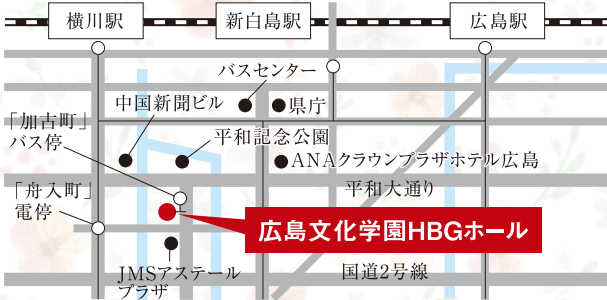 横川駅
新白島駅
広島駅
バスセンター
中国新聞ビル
県庁
「加古町」
バス停
平和記念公園
ANAクラウンプラザホテル広島
「舟入町」
電停
平和大通り
広島文化学園HBGホール
JMSアステール
プラザ
国道2号線